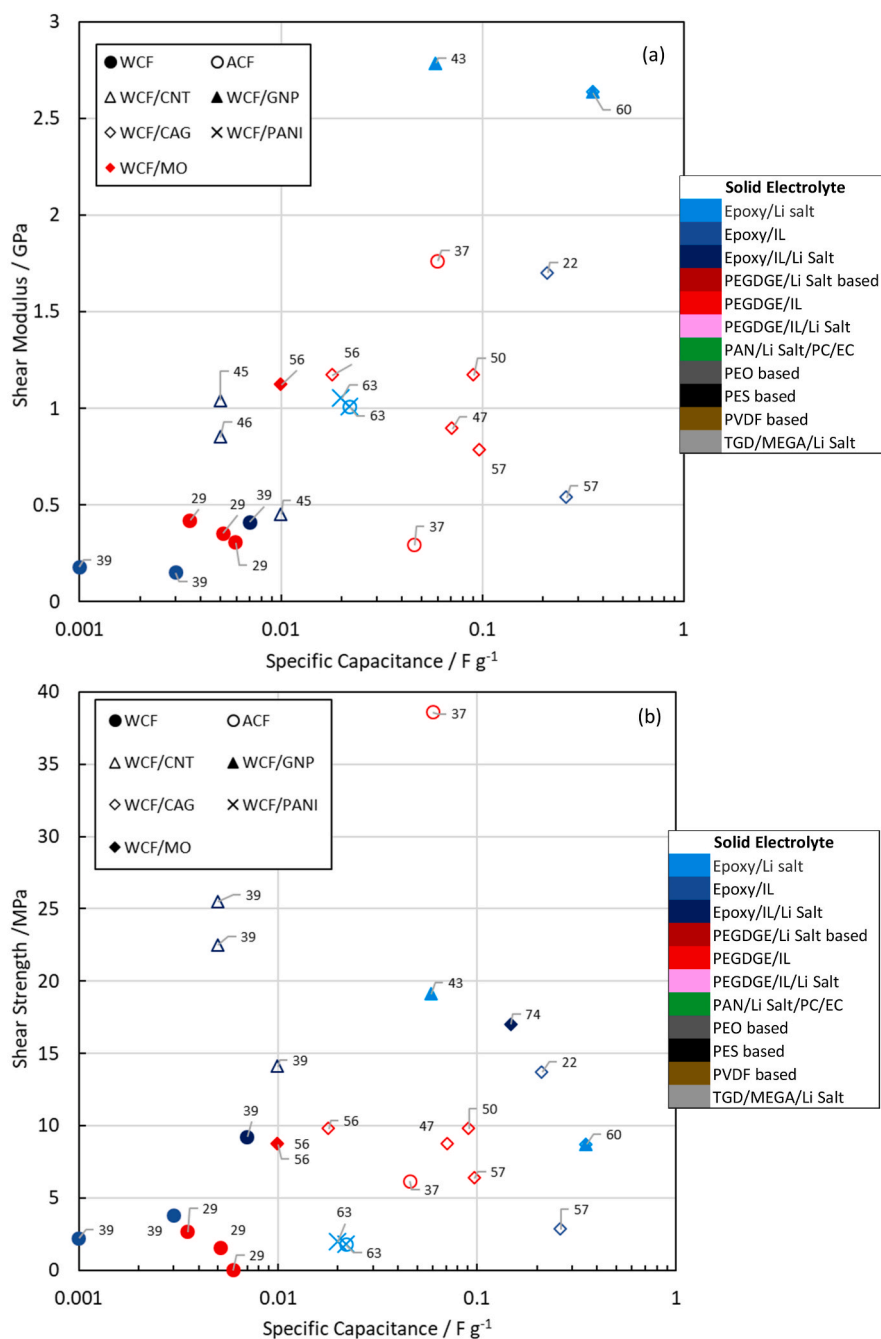 3
(a)
WCF ACF
43
WCF/CNT WCF/GNP
60
2.5
WCF/CAG WCF/PANI
WCF/MO
Solid Electrolyte
2
Epoxy/Li salt
37
22
Epoxy/IL
Epoxy/IL/Li Salt
Shear Modulus / GPa
1.5
PEGDGE/Li Salt based
PEGDGE/IL
56
56
50
PEGDGE/IL/Li Salt
45
63
PAN/Li Salt/PC/EC
1
63
PEO based
46
47
PES based
57
PVDF based
57
TGD/MEGA/Li Salt
29
29
39
45
0.5
37
39
29
39
0
0.001 0.01 0.1 1
Specific Capacitance / F g⁻¹
40
(b)
WCF ACF
37
35
WCF/CNT WCF/GNP
WCF/CAG WCF/PANI
30
WCF/MO
Solid Electrolyte
Epoxy/Li salt
25
39
Epoxy/IL
Epoxy/IL/Li Salt
39
Shear Strength /MPa
PEGDGE/Li Salt based
20
43
PEGDGE/IL
74
PEGDGE/IL/Li Salt
PAN/Li Salt/PC/EC
15
39
22
PEO based
PES based
39
50
PVDF based
56
47
TGD/MEGA/Li Salt
10
56
60
56
57
37
5
29
63
57
39
39
29
63
29
0
0.001 0.01 0.1 1
Specific Capacitance / F g⁻¹